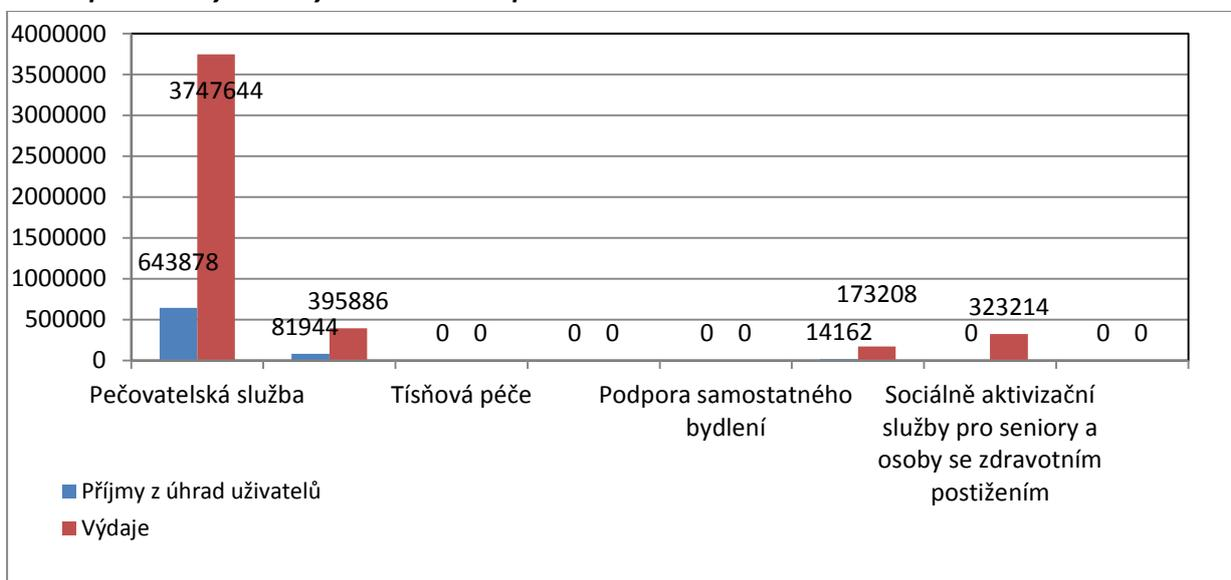 4000000
3500000
3000000
2500000
2000000
1500000
1000000
500000
0
3747644
643878
395886
81944
0 0
0 0
0 0
14162
173208
0
323214
0 0
Pečovatelská služba
Tísňová péče
Podpora samostatného
bydlení
Sociálně aktivizační
služby pro seniory a
osoby se zdravotním
postižením
Příjmy z úhrad uživatelů
Výdaje